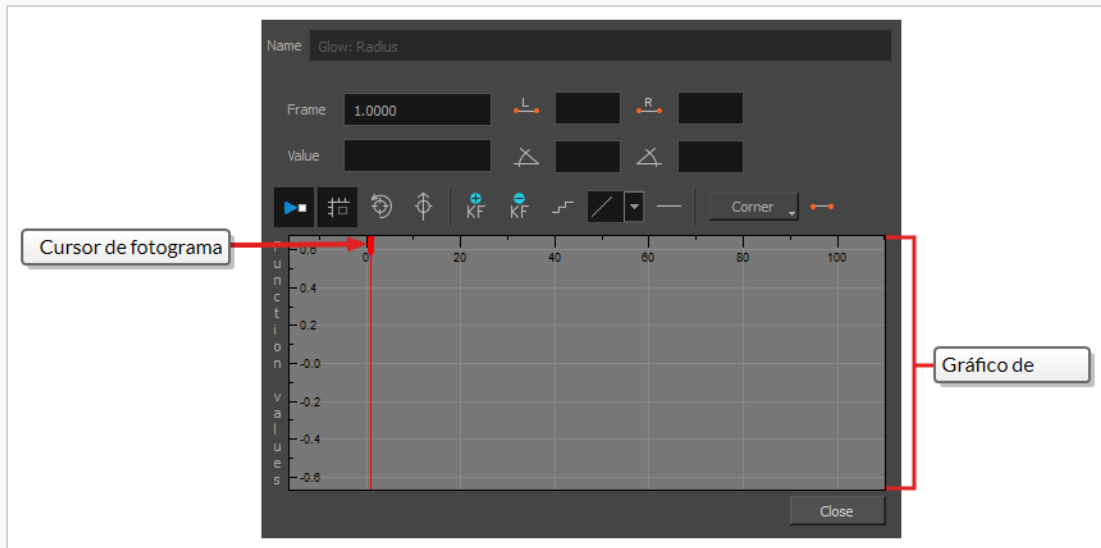 Name Glow: Radius
Frame 1.0000 L R
Value
KF KF Corner
Cursor de fotograma
Function values
0 20 40 60 80 100
-0.6
-0.4
-0.2
-0.0
-0.2
-0.4
-0.6
Gráfico de
Close